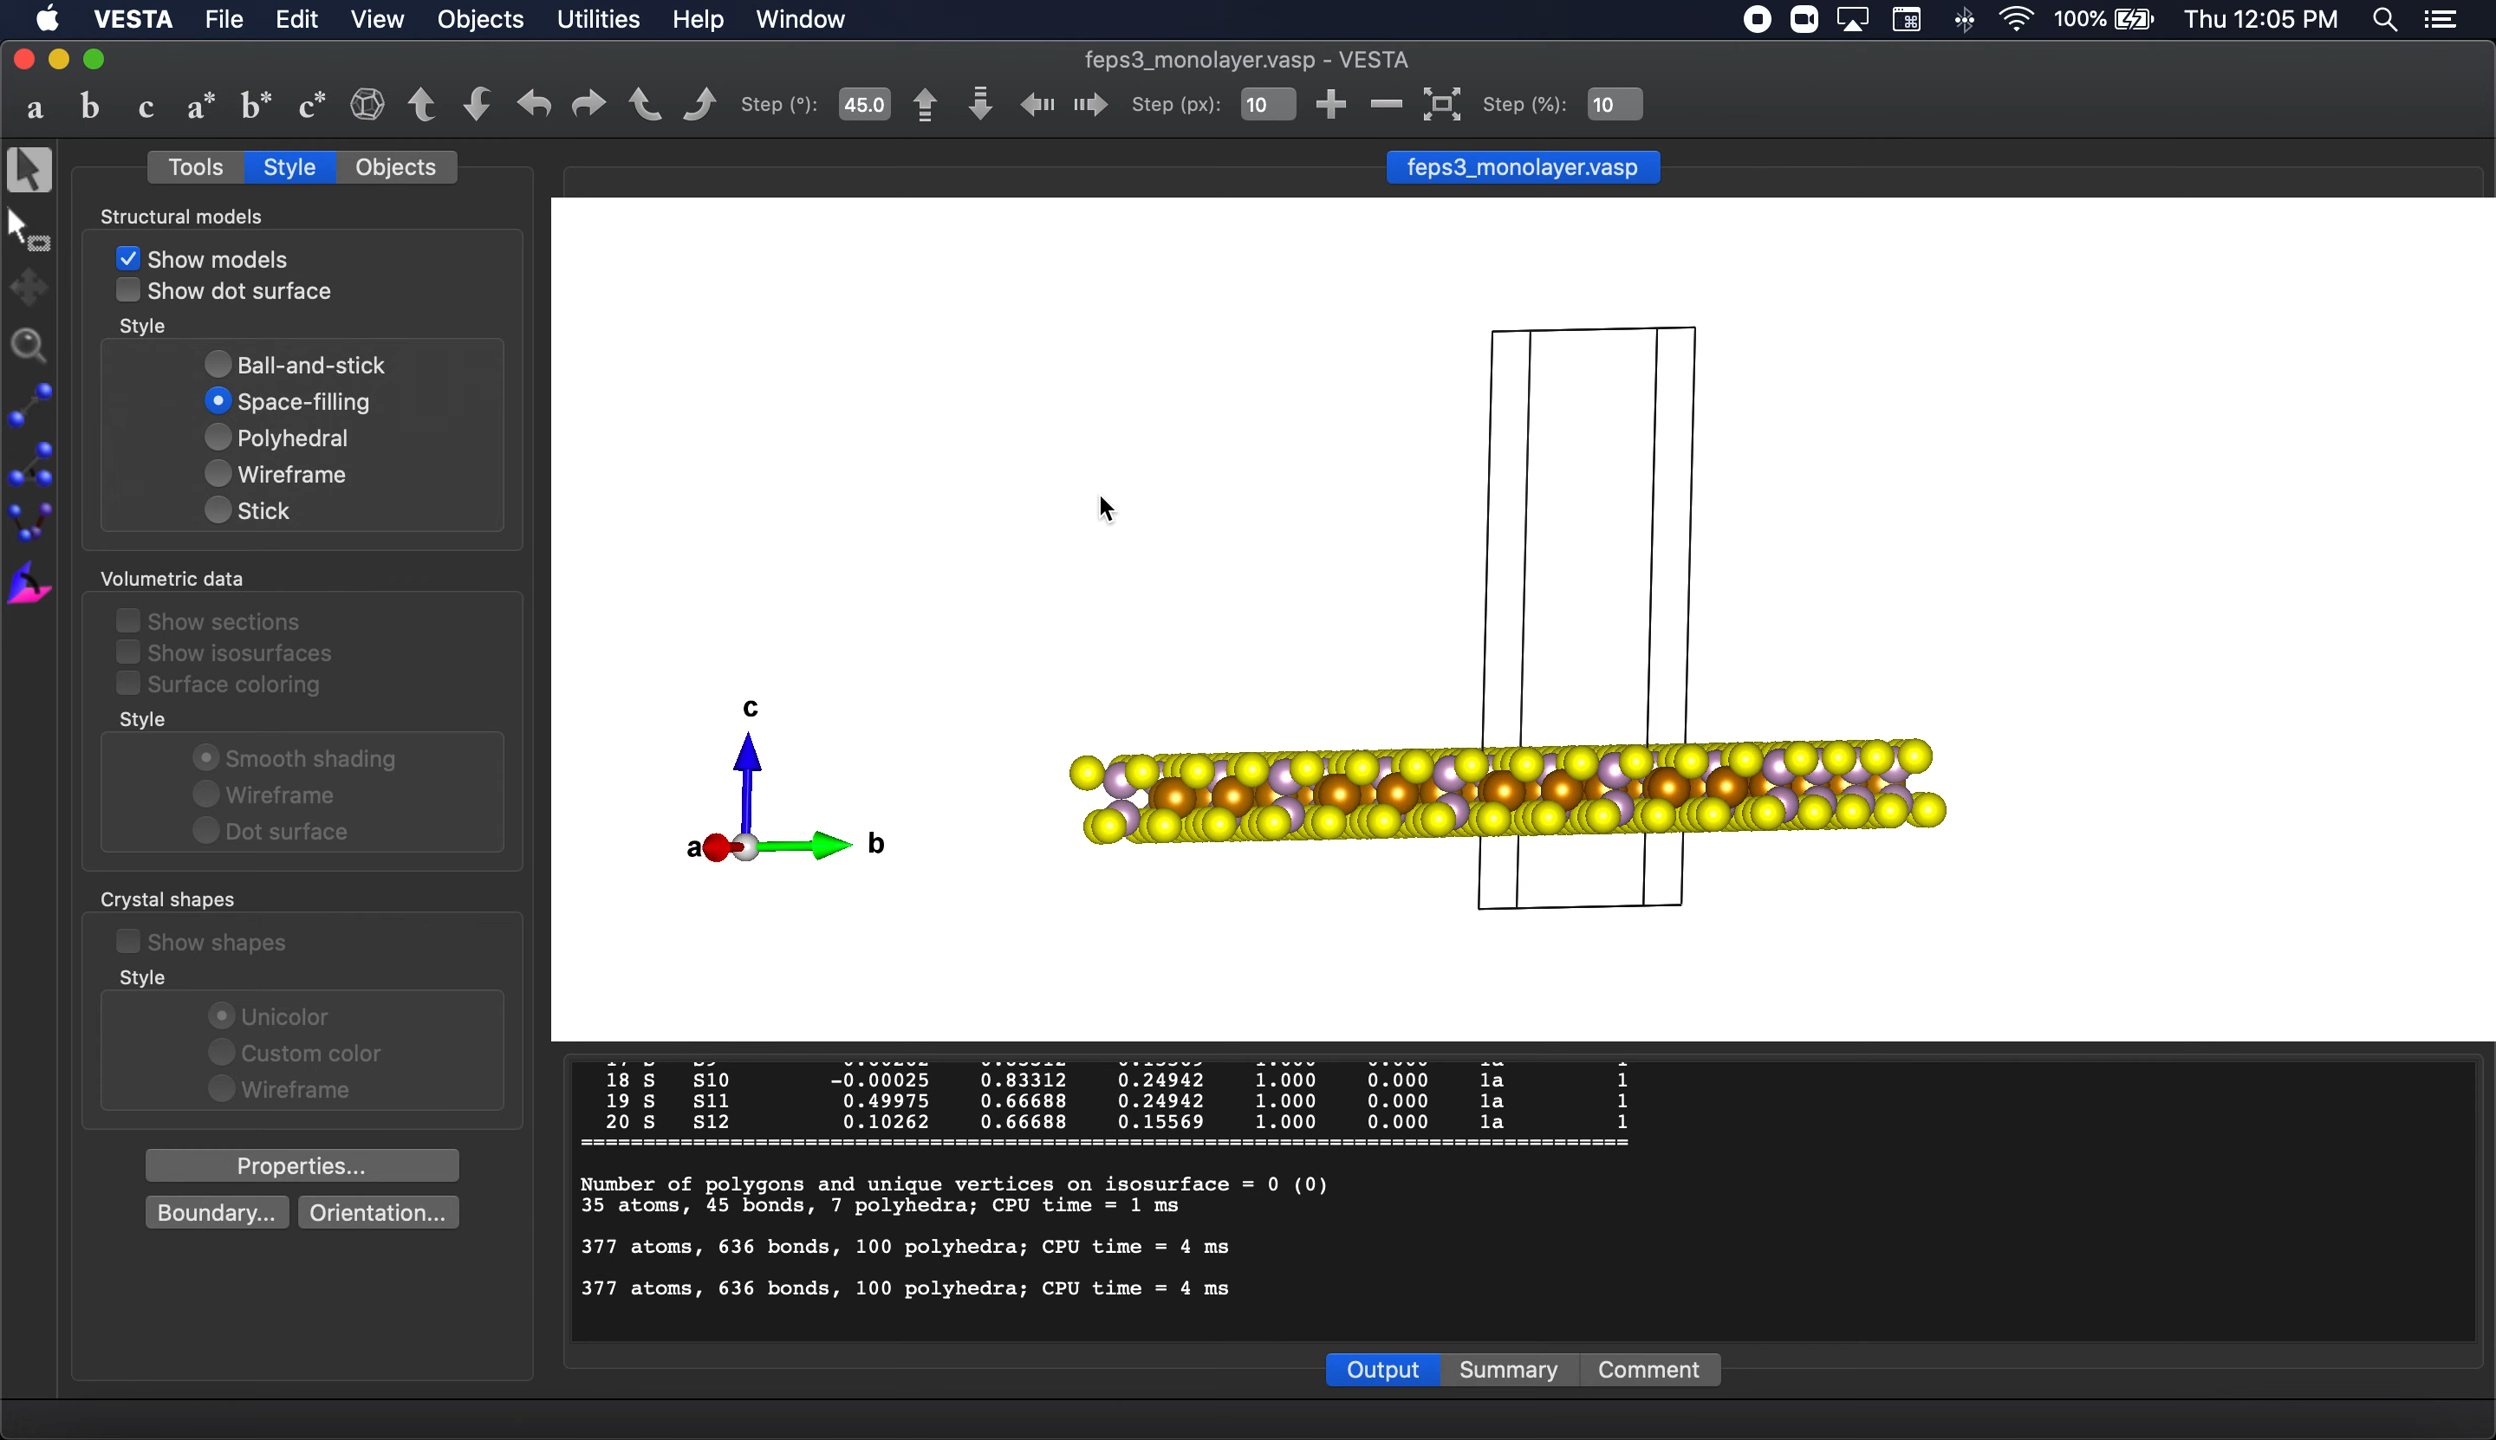 VESTA File Edit View Objects Utilities Help Window 100% Thu 12:05 PM
feps3_monolayer.vasp - VESTA
a b c a* b* c* Step (°): 45.0 Step (px): 10 Step (%): 10
Tools Style Objects
feps3_monolayer.vasp
Structural models
Show models
Show dot surface
Style
Ball-and-stick
Space-filling
Polyhedral
Wireframe
Stick
Volumetric data
Show sections
Show isosurfaces
Surface coloring
Style
Smooth shading
Wireframe
Dot surface
Crystal shapes
Show shapes
Style
Unicolor
Custom color
Wireframe
Properties...
Boundary... Orientation...
c
a b
18 S S10 -0.00025 0.83312 0.24942 1.000 0.000 1a 1
19 S S11 0.49975 0.66688 0.24942 1.000 0.000 1a 1
20 S S12 0.10262 0.66688 0.15569 1.000 0.000 1a 1
Number of polygons and unique vertices on isosurface = 0 (0)
35 atoms, 45 bonds, 7 polyhedra; CPU time = 1 ms
377 atoms, 636 bonds, 100 polyhedra; CPU time = 4 ms
377 atoms, 636 bonds, 100 polyhedra; CPU time = 4 ms
Output Summary Comment